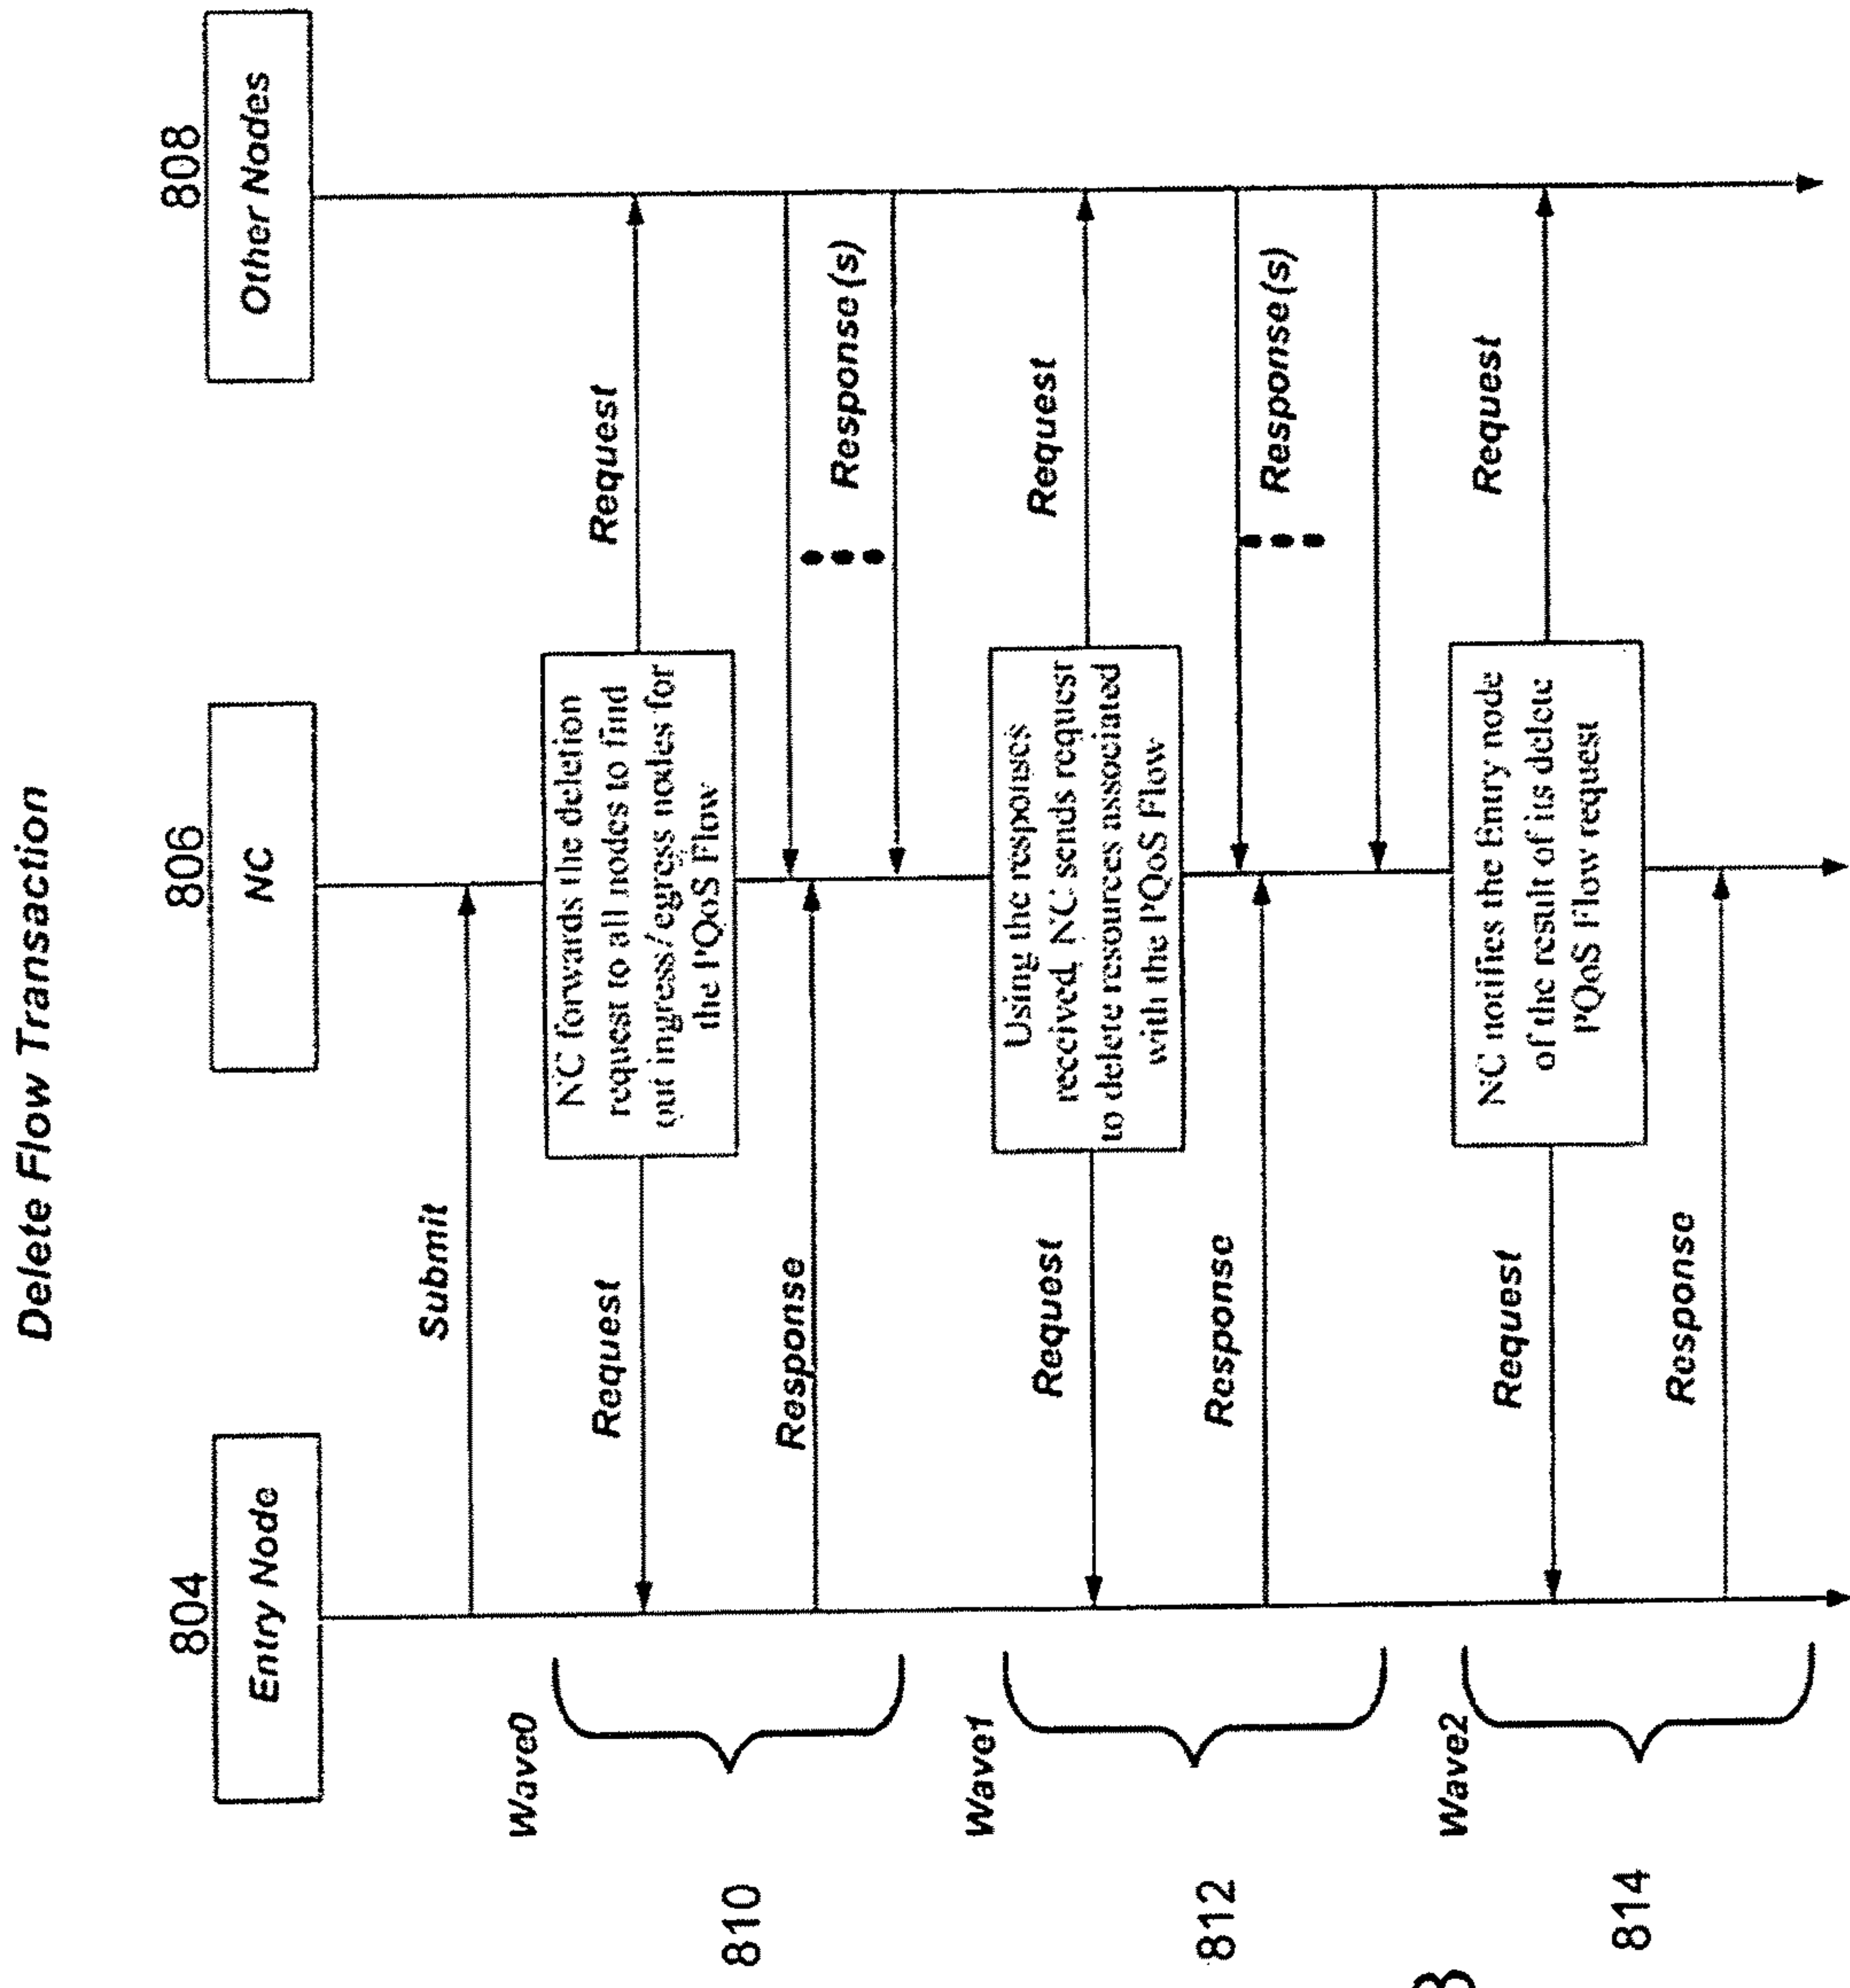 Delete Flow Transaction
804
806
808
Entry Node
NC
Other Nodes
Submit
Wave0
810
NC forwards the deletion
request to all nodes to find
out ingress/egress nodes for
the PQoS Flow
Request
Request
Response
Response(s)
Wave1
812
Using the responses
received, NC sends request
to delete resources associated
with the PQoS Flow
Request
Request
Response
Response(s)
Wave2
814
NC notifies the Entry node
of the result of its delete
PQoS Flow request
Request
Request
Response